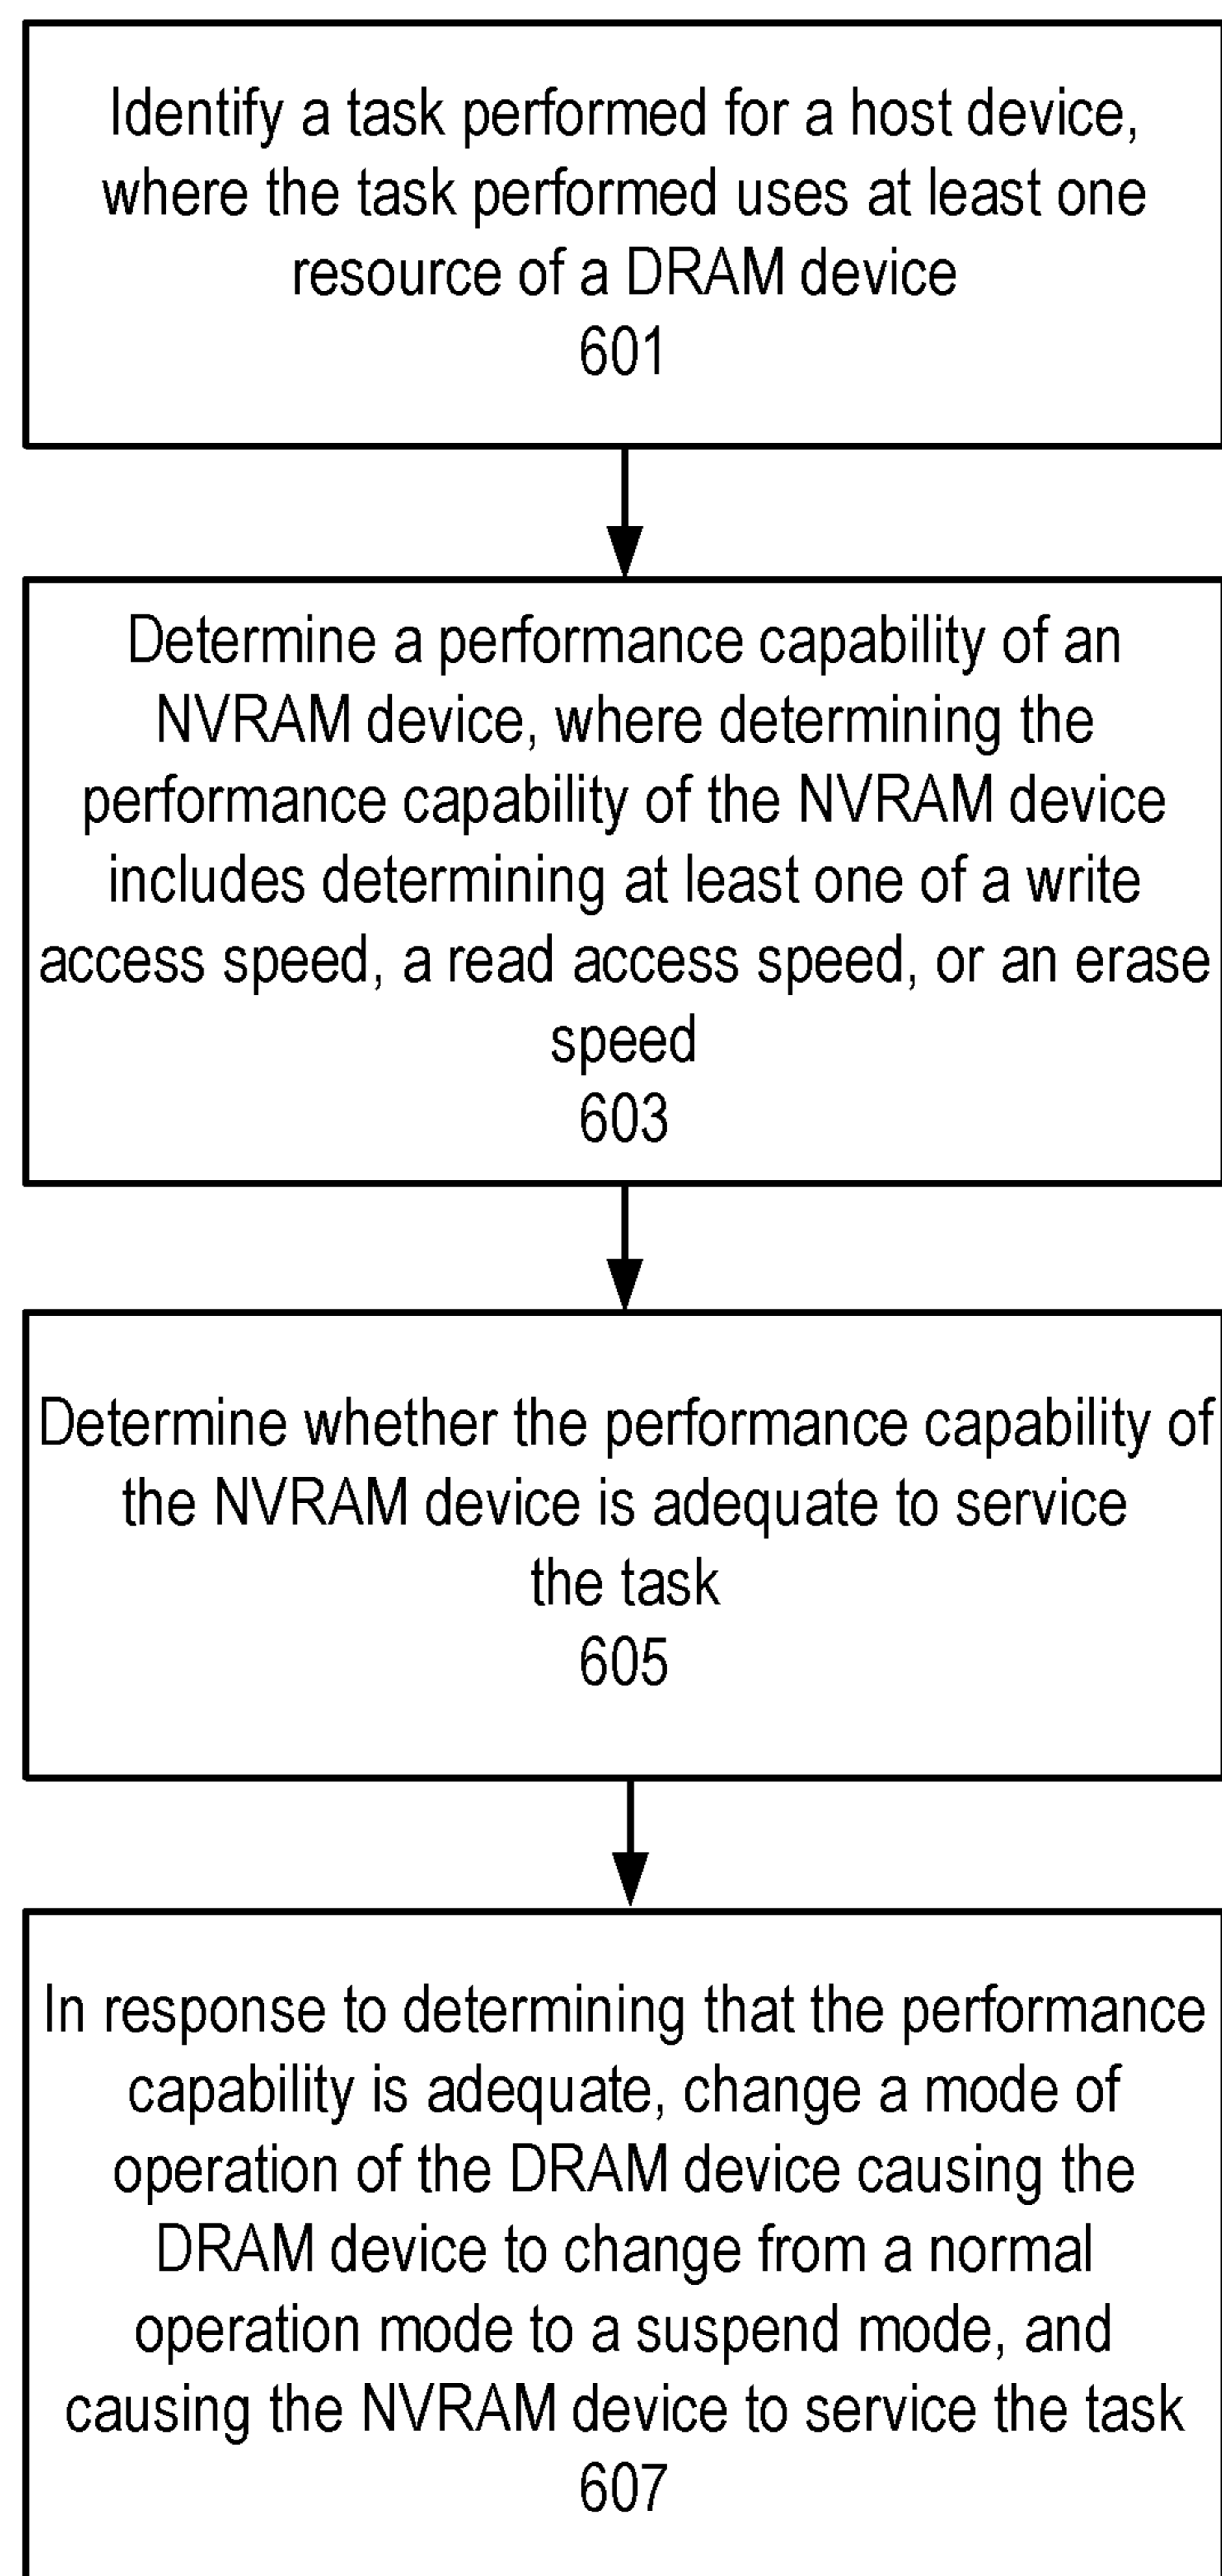 Identify a task performed for a host device,
where the task performed uses at least one
resource of a DRAM device
601
Determine a performance capability of an
NVRAM device, where determining the
performance capability of the NVRAM device
includes determining at least one of a write
access speed, a read access speed, or an erase
speed
603
Determine whether the performance capability of
the NVRAM device is adequate to service
the task
605
In response to determining that the performance
capability is adequate, change a mode of
operation of the DRAM device causing the
DRAM device to change from a normal
operation mode to a suspend mode, and
causing the NVRAM device to service the task
607